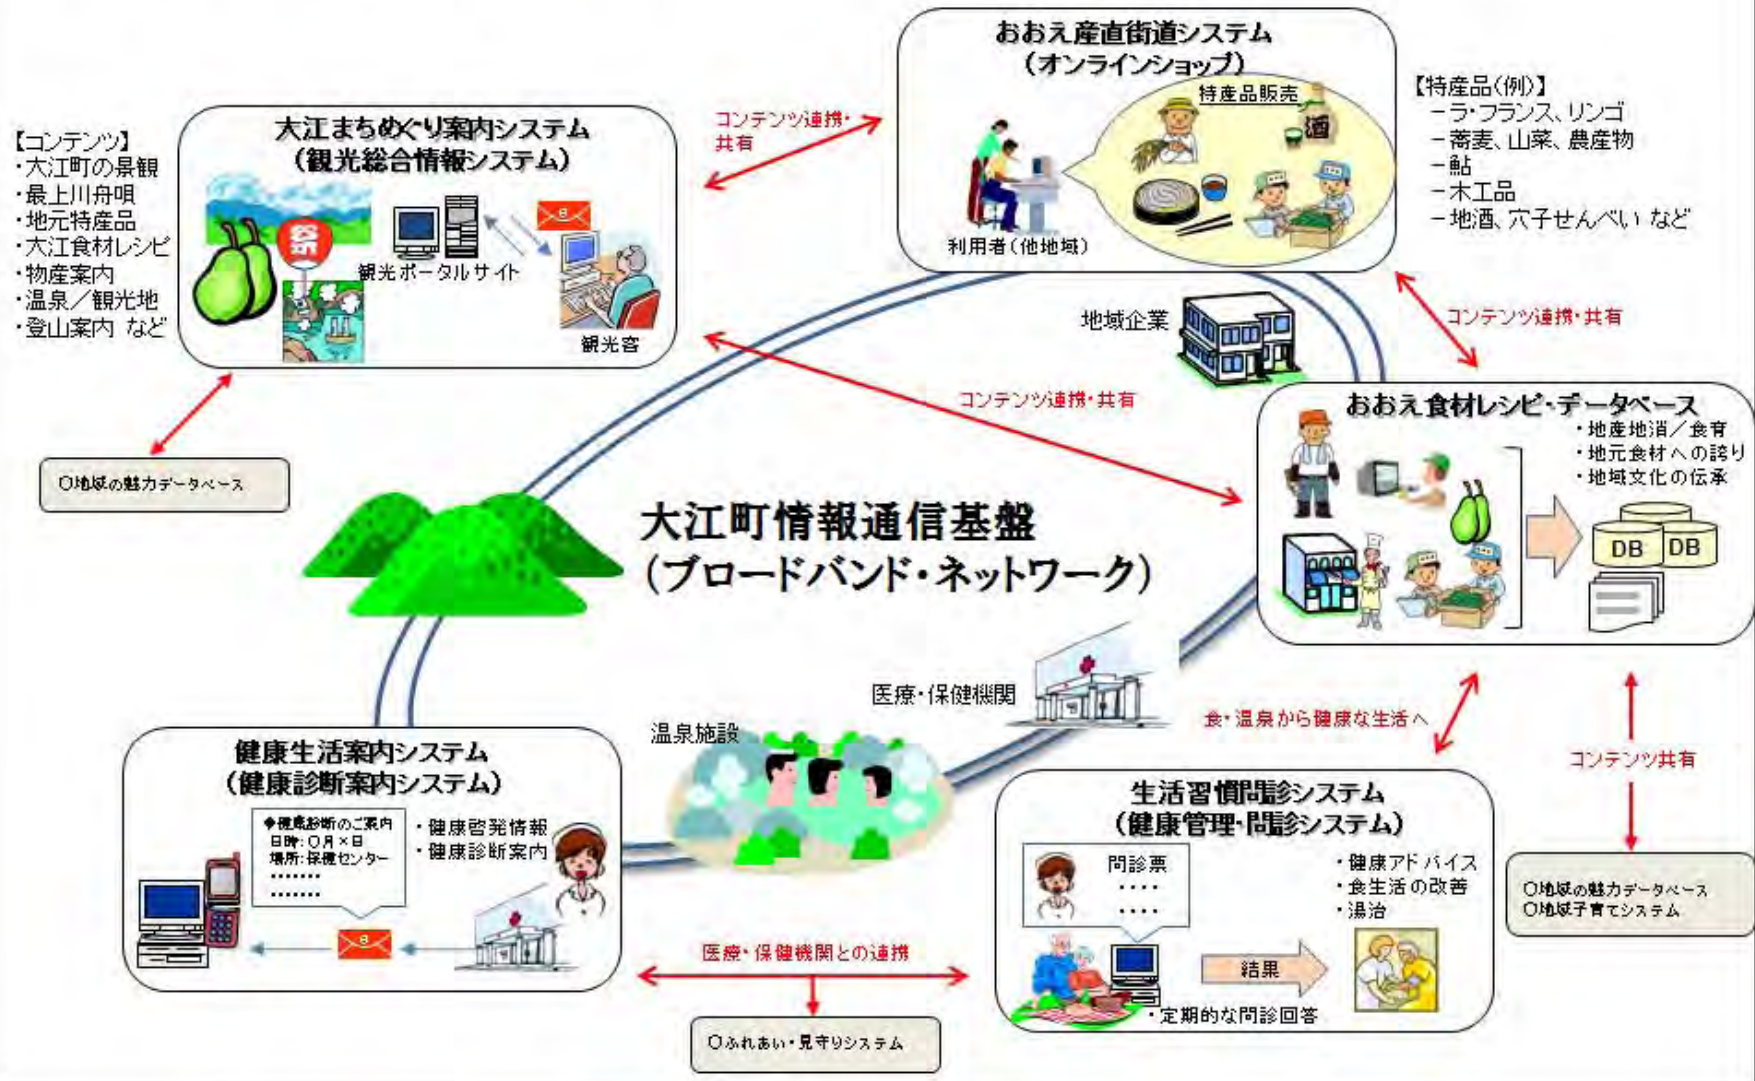 おおえ産直街道システム
(オンラインショップ)
特産品販売
酒
利用者(他地域)
【特産品(例)】
－ラ・フランス、リンゴ
－蕎麦、山菜、農産物
－鮎
－木工品
－地酒、穴子せんべい など
コンテンツ連携・
共有
大江まちめぐり案内システム
(観光総合情報システム)
祭
観光ポータルサイト
e
観光客
【コンテンツ】
・大江町の景観
・最上川舟唄
・地元特産品
・大江食材レシピ
・物産案内
・温泉／観光地
・登山案内 など
〇地域の魅力データベース
地域企業
コンテンツ連携・共有
コンテンツ連携・共有
おおえ食材レシピ・データベース
・地産地消／食育
・地元食材への誇り
・地域文化の伝承
DB DB
大江町情報通信基盤
(ブロードバンド・ネットワーク)
医療・保健機関
温泉施設
食・温泉から健康な生活へ
コンテンツ共有
〇地域の魅力データベース
〇地域子育てシステム
健康生活案内システム
(健康診断案内システム)
◆健康診断のご案内
日時：〇月×日
場所：保健センター
・・・・・・・
・・・・・・・
・健康啓発情報
・健康診断案内
e
医療・保健機関との連携
〇ふれあい・見守りシステム
生活習慣問診システム
(健康管理・問診システム)
問診票
・・・・
・・・・
・健康アドバイス
・食生活の改善
・湯治
結果
・定期的な問診回答